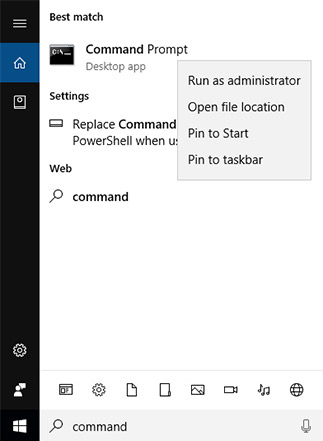 Best match
Command Prompt
Desktop app
Run as administrator
Open file location
Pin to Start
Pin to taskbar
Settings
Replace Command
PowerShell when us
Web
command
command